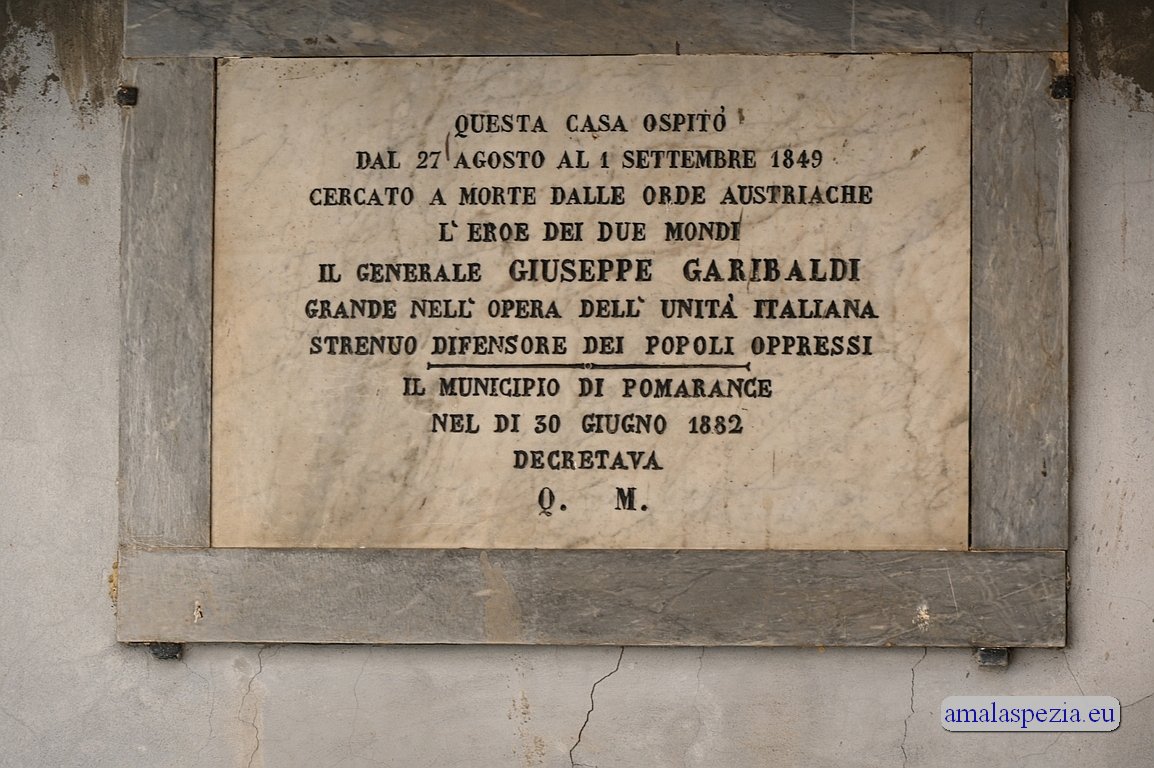 QUESTA CASA OSPITÒ
DAL 27 AGOSTO AL 1 SETTEMBRE 1849
CERCATO A MORTE DALLE ORDE AUSTRIACHE
L' EROE DEI DUE MONDI
IL GENERALE GIUSEPPE GARIBALDI
GRANDE NELL' OPERA DELL' UNITÀ ITALIANA
STRENUO DIFENSORE DEI POPOLI OPPRESSI
IL MUNICIPIO DI POMARANCE
NEL DI 30 GIUGNO 1882
DECRETAVA
Q. M.
amalaspezia.eu